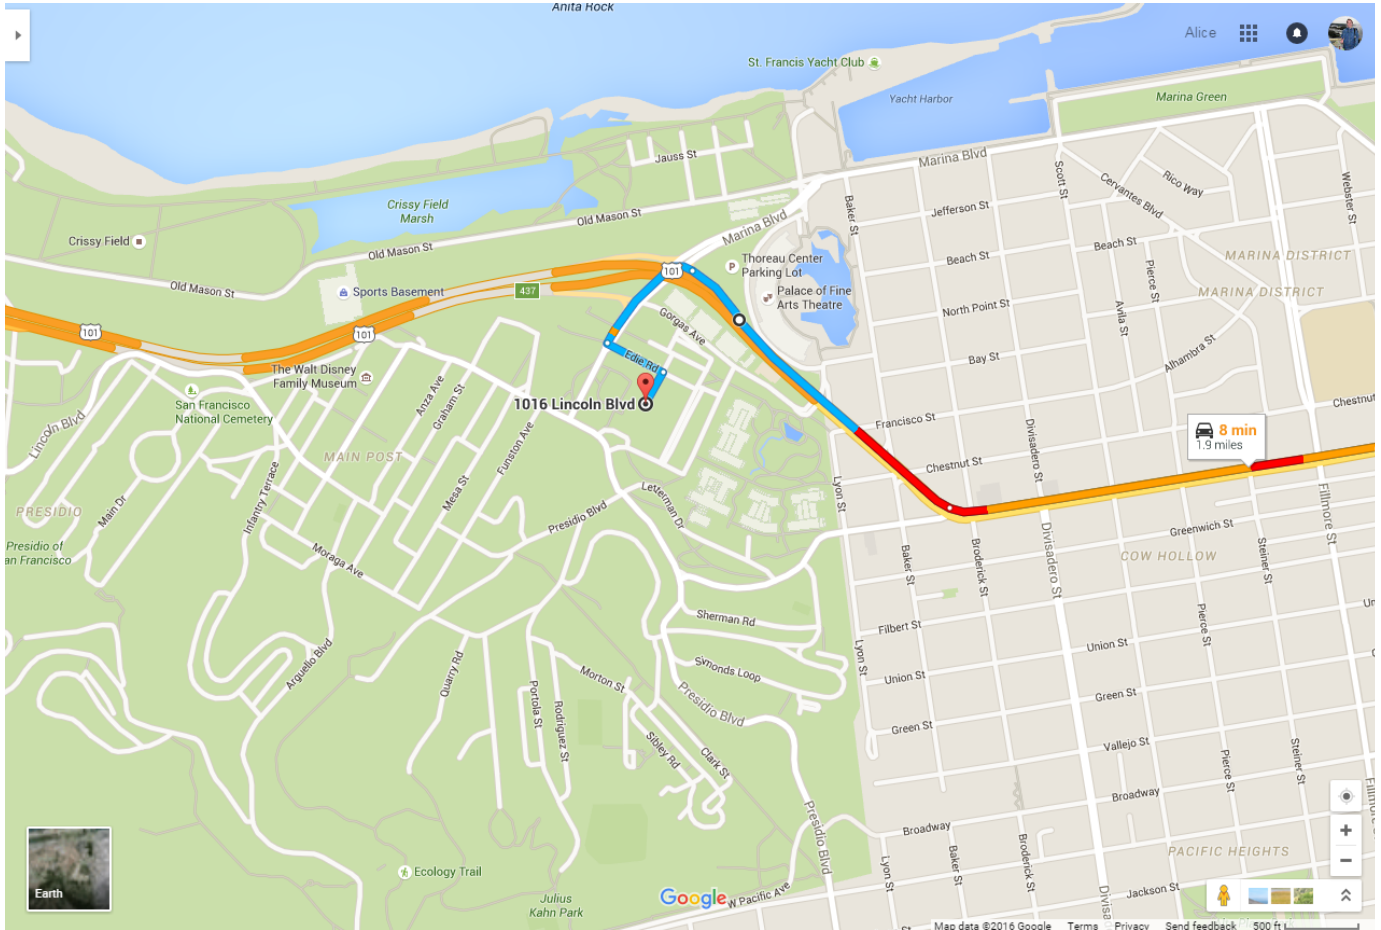 Anita Rock
Alice
St. Francis Yacht Club
Yacht Harbor
Marina Green
Jauss St
Marina Blvd
Scott St
Cervantes Blvd
Rico Way
Webster St
Crissy Field
Marsh
Old Mason St
Marina Blvd
Baker St
Jefferson St
Crissy Field
Old Mason St
Beach St
MARINA DISTRICT
Thoreau Center
Parking Lot
Beach St
Pierce St
101
Old Mason St
Sports Basement
437
Palace of Fine
Arts Theatre
MARINA DISTRICT
North Point St
Avila St
Gorgas Ave
101
101
Alhambra St
Bay St
Edie Rd
The Walt Disney
Family Museum
Anza Ave
Graham St
San Francisco
National Cemetery
1016 Lincoln Blvd
Chestnut
Lincoln Blvd
Francisco St
8 min
1.9 miles
Funston Ave
Divisadero St
MAIN POST
Chestnut St
Infantry Terrace
Mesa St
Main Dr
Lyon St
Letterman Dr
Fillmore St
PRESIDIO
Presidio Blvd
Greenwich St
Presidio of
an Francisco
Moraga Ave
Baker St
Broderick St
Divisadero St
COW HOLLOW
Steiner St
Sherman Rd
Filbert St
Pierce St
Un
Union St
Arguello Blvd
Quarry Rd
Simonds Loop
Lyon St
Union St
Morton St
Portola St
Presidio Blvd
Green St
Rodriguez St
Green St
Sibley Rd
Clark St
Vallejo St
Pierce St
Steiner St
Broadway
Presidio Blvd
Broadway
Fillm
Earth
Ecology Trail
Lyon St
Baker St
Broderick St
PACIFIC HEIGHTS
Julius
Kahn Park
Google
W Pacific Ave
Divisa
Jackson St
Map data ©2016 Google Terms Privacy Send feedback 500 ft